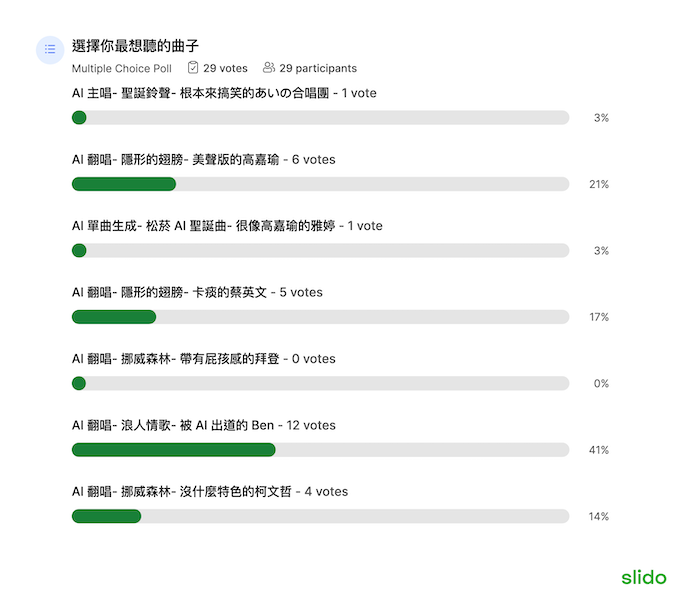 選擇你最想聽的曲子
Multiple Choice Poll 29 votes 29 participants
AI 主唱- 聖誕鈴聲- 根本來搞笑的あいの合唱團 - 1 vote
3%
AI 翻唱- 隱形的翅膀- 美聲版的高嘉瑜 - 6 votes
21%
AI 單曲生成- 松菸 AI 聖誕曲- 很像高嘉瑜的雅婷 - 1 vote
3%
AI 翻唱- 隱形的翅膀- 卡痰的蔡英文 - 5 votes
17%
AI 翻唱- 挪威森林- 帶有屁孩感的拜登 - 0 votes
0%
AI 翻唱- 浪人情歌- 被 AI 出道的 Ben - 12 votes
41%
AI 翻唱- 挪威森林- 沒什麼特色的柯文哲 - 4 votes
14%
slido